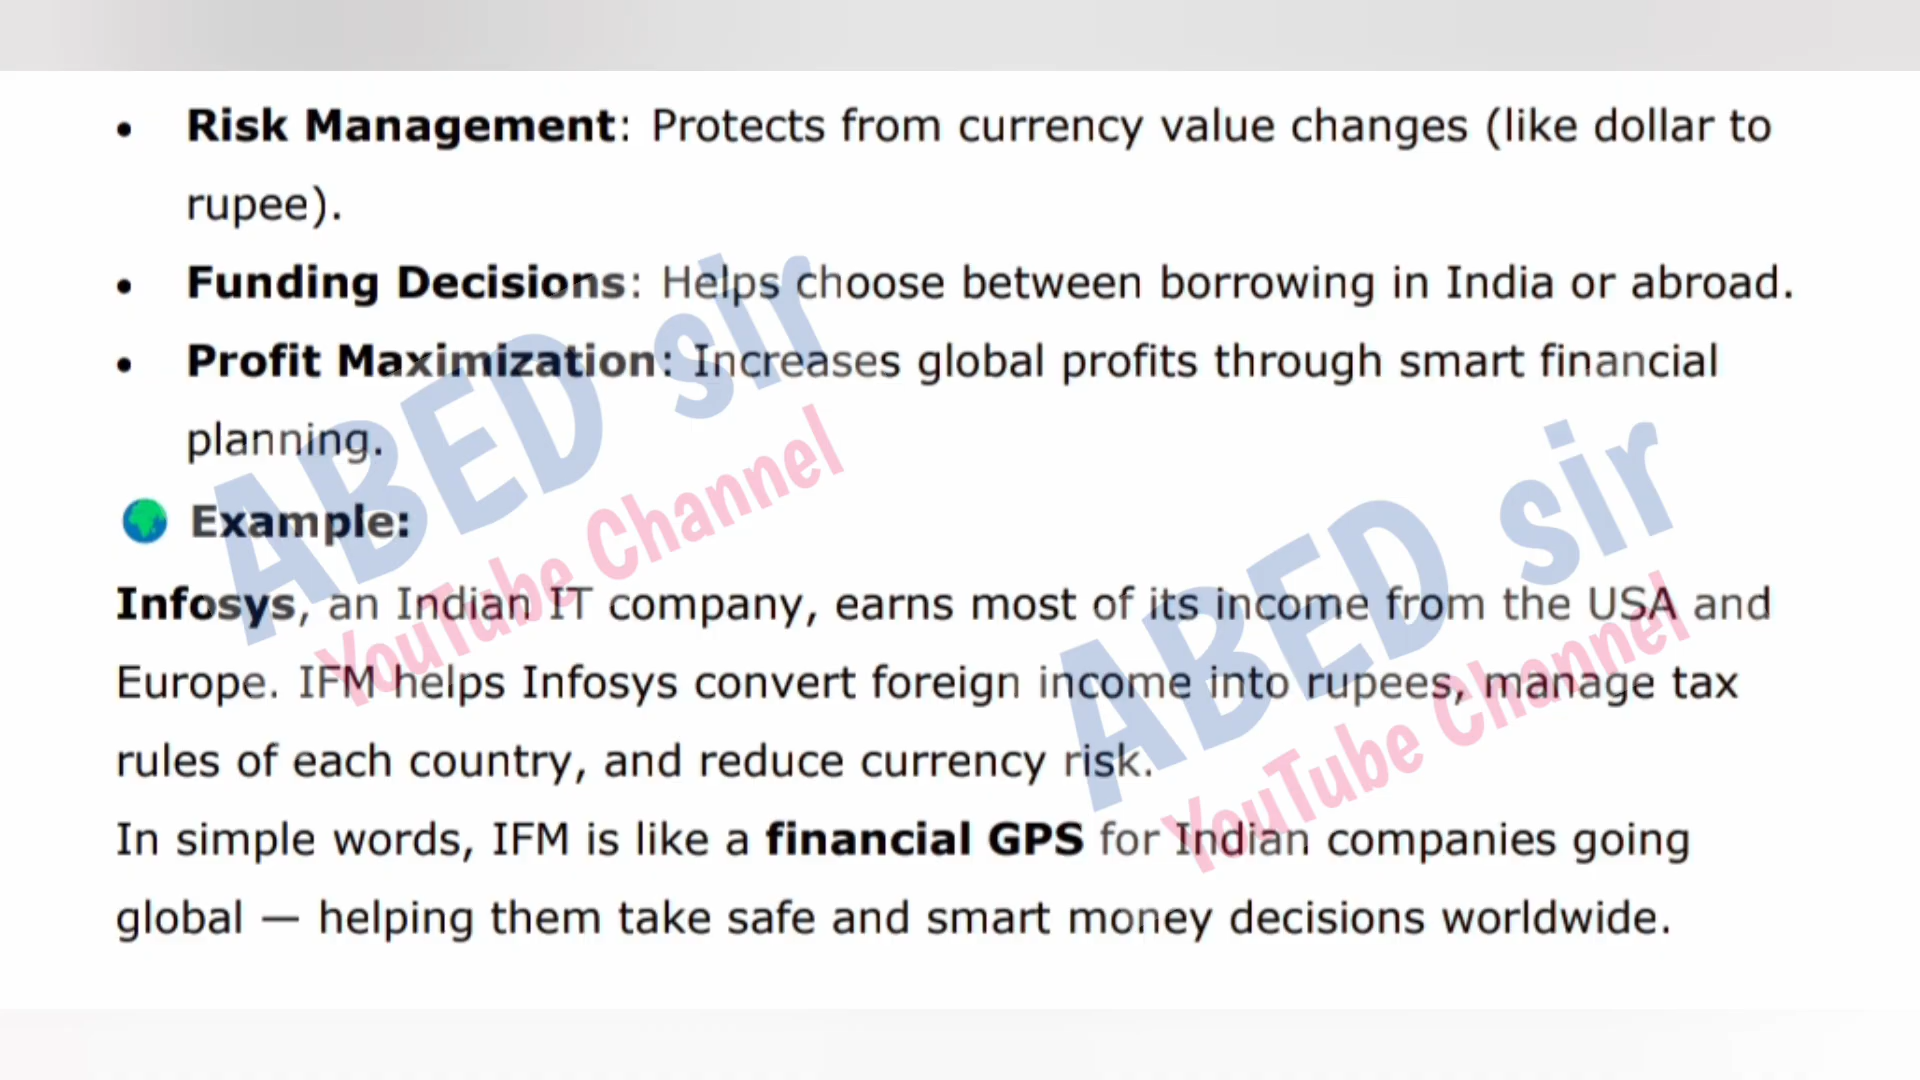 • Risk Management: Protects from currency value changes (like dollar to
rupee).
• Funding Decisions: Helps choose between borrowing in India or abroad.
• Profit Maximization: Increases global profits through smart financial
planning.
🌍 Example:
Infosys, an Indian IT company, earns most of its income from the USA and
Europe. IFM helps Infosys convert foreign income into rupees, manage tax
rules of each country, and reduce currency risk.
In simple words, IFM is like a financial GPS for Indian companies going
global — helping them take safe and smart money decisions worldwide.
ABED sir
YouTube Channel
ABED sir
YouTube Channel